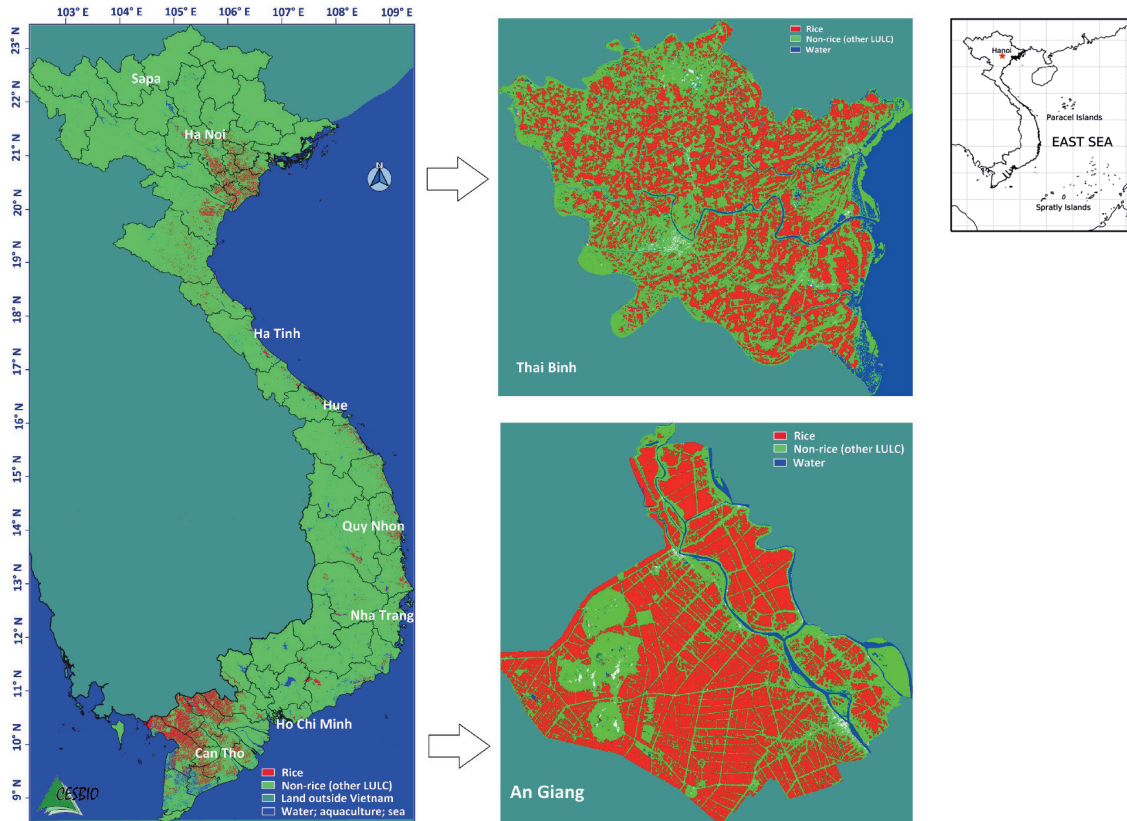 103° E
104° E
105° E
106° E
107° E
108° E
109° E
23° N
22° N
21° N
20° N
19° N
18° N
17° N
16° N
15° N
14° N
13° N
12° N
11° N
10° N
9° N
Sapa
Ha Noi
N
Ha Tinh
Hue
Quy Nhon
Nha Trang
Ho Chi Minh
Can Tho
Rice
Non-rice (other LULC)
Land outside Vietnam
Water; aquaculture; sea
CESBIO
Rice
Non-rice (other LULC)
Water
Thai Binh
Rice
Non-rice (other LULC)
Water
An Giang
Hanoi
Paracel Islands
EAST SEA
Spratly Islands